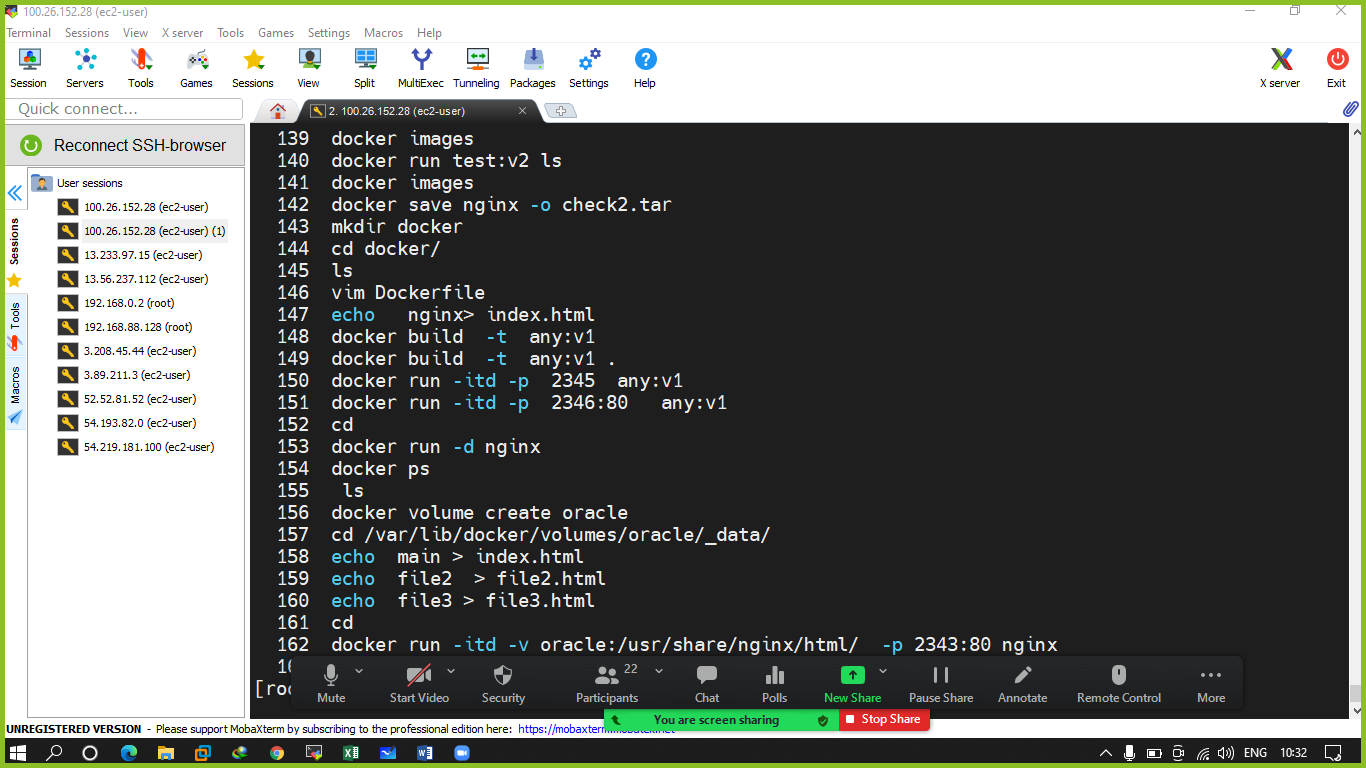 100.26.152.28 (ec2-user)
Terminal Sessions View X server Tools Games Settings Macros Help
Session Servers Tools Games Sessions View Split MultiExec Tunneling Packages Settings Help X server Exit
Quick connect...
2. 100.26.152.28 (ec2-user)
Reconnect SSH-browser
Sessions
Tools
Macros
User sessions
100.26.152.28 (ec2-user)
100.26.152.28 (ec2-user) (1)
13.233.97.15 (ec2-user)
13.56.237.112 (ec2-user)
192.168.0.2 (root)
192.168.88.128 (root)
3.208.45.44 (ec2-user)
3.89.211.3 (ec2-user)
52.52.81.52 (ec2-user)
54.193.82.0 (ec2-user)
54.219.181.100 (ec2-user)
139 docker images
140 docker run test:v2 ls
141 docker images
142 docker save nginx -o check2.tar
143 mkdir docker
144 cd docker/
145 ls
146 vim Dockerfile
147 echo nginx> index.html
148 docker build -t any:v1
149 docker build -t any:v1 .
150 docker run -itd -p 2345 any:v1
151 docker run -itd -p 2346:80 any:v1
152 cd
153 docker run -d nginx
154 docker ps
155 ls
156 docker volume create oracle
157 cd /var/lib/docker/volumes/oracle/_data/
158 echo main > index.html
159 echo file2 > file2.html
160 echo file3 > file3.html
161 cd
162 docker run -itd -v oracle:/usr/share/nginx/html/ -p 2343:80 nginx
22
Mute Start Video Security Participants Chat Polls New Share Pause Share Annotate Remote Control More
You are screen sharing Stop Share
UNREGISTERED VERSION - Please support MobaXterm by subscribing to the professional edition here:
ENG 10:32